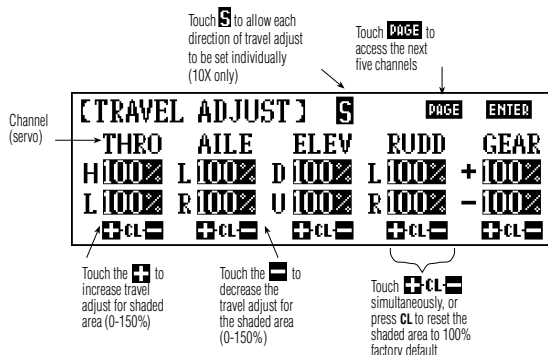 Touch S to allow each
direction of travel adjust
to be set individually
(10X only)
Touch PAGE to
access the next
five channels
Channel
(servo)
[TRAVEL ADJUST] S PAGE ENTER
THRO AILE ELEV RUDD GEAR
H 100% L 100% D 100% L 100% + 100%
L 100% R 100% U 100% R 100% - 100%
+CL- +CL- +CL- +CL- +CL-
Touch the + to
increase travel
adjust for shaded
area (0-150%)
Touch the - to
decrease the
travel adjust for
the shaded area
(0-150%)
Touch +CL-
simultaneously, or
press CL to reset the
shaded area to 100%
factory default